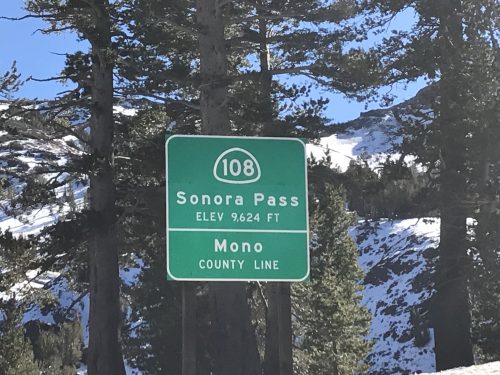 108
Sonora Pass
ELEV 9,624 FT
Mono
COUNTY LINE